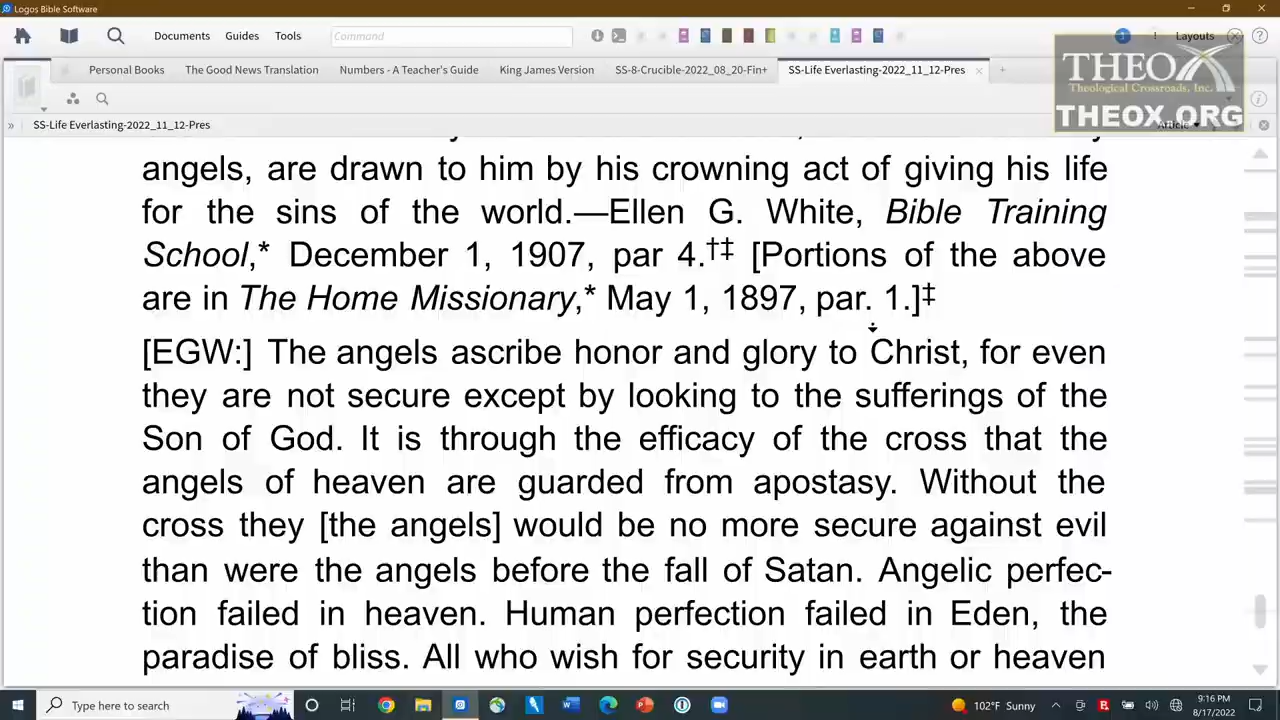 Logos Bible Software
Documents Guides Tools Command Layouts
Personal Books The Good News Translation Numbers - A Teacher's Guide King James Version SS-8-Crucible-2022_08_20-Fin+ SS-Life Everlasting-2022_11_12-Pres
THEOX
Theological Crossroads, Inc.
THEOX.ORG
SS-Life Everlasting-2022_11_12-Pres Article
angels, are drawn to him by his crowning act of giving his life
for the sins of the world.—Ellen G. White, Bible Training
School,* December 1, 1907, par 4.†‡ [Portions of the above
are in The Home Missionary,* May 1, 1897, par. 1.]‡
[EGW:] The angels ascribe honor and glory to Christ, for even
they are not secure except by looking to the sufferings of the
Son of God. It is through the efficacy of the cross that the
angels of heaven are guarded from apostasy. Without the
cross they [the angels] would be no more secure against evil
than were the angels before the fall of Satan. Angelic perfec-
tion failed in heaven. Human perfection failed in Eden, the
paradise of bliss. All who wish for security in earth or heaven
Type here to search 102°F Sunny 9:16 PM
8/17/2022